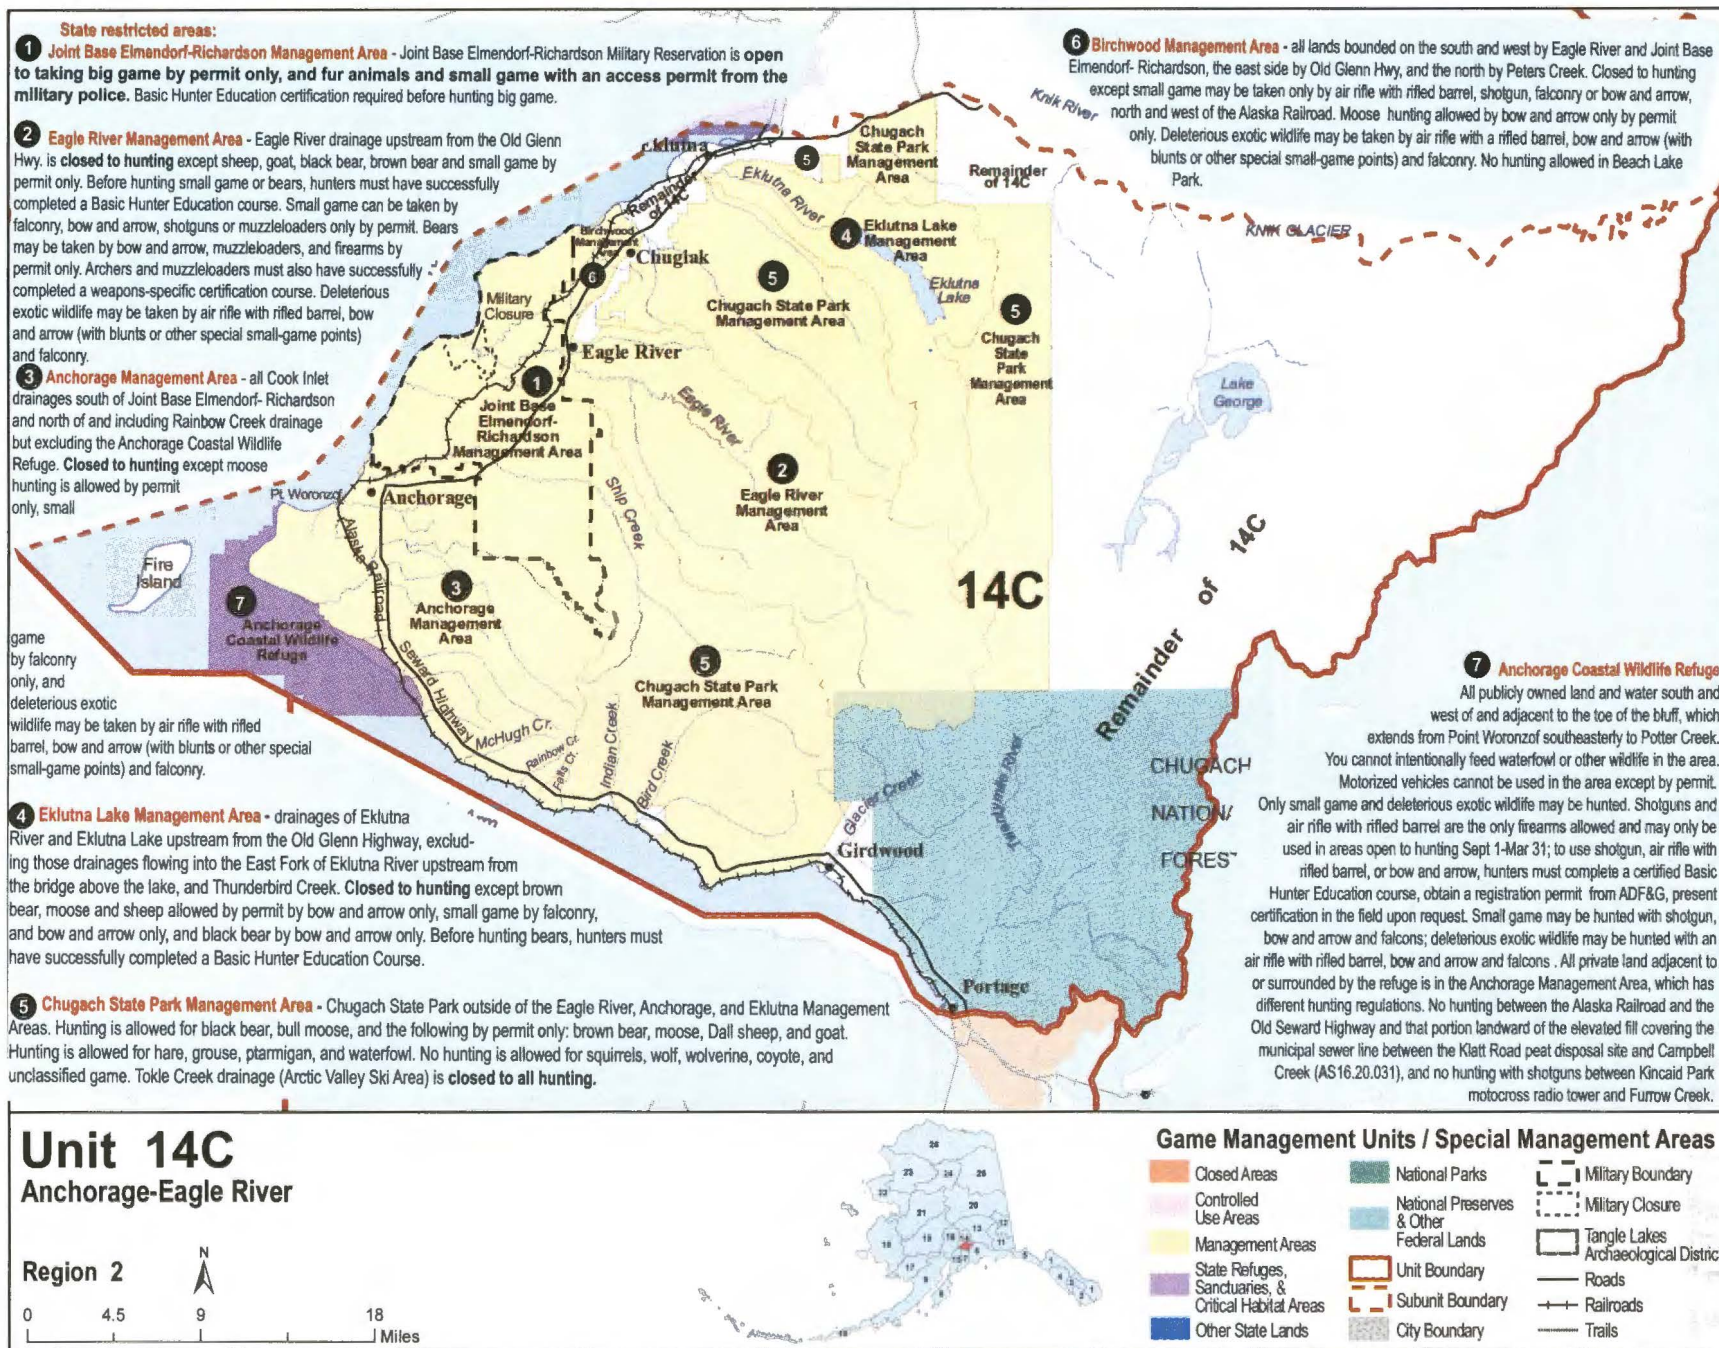 State restricted areas:
1 Joint Base Elmendorf-Richardson Management Area - Joint Base Elmendorf-Richardson Military Reservation is open
to taking big game by permit only, and fur animals and small game with an access permit from the
military police. Basic Hunter Education certification required before hunting big game.
2 Eagle River Management Area - Eagle River drainage upstream from the Old Glenn
Hwy. is closed to hunting except sheep, goat, black bear, brown bear and small game by
permit only. Before hunting small game or bears, hunters must have successfully
completed a Basic Hunter Education course. Small game can be taken by
falconry, bow and arrow, shotguns or muzzleloaders only by permit. Bears
may be taken by bow and arrow, muzzleloaders, and firearms by
permit only. Archers and muzzleloaders must also have successfully
completed a weapons-specific certification course. Deleterious
exotic wildlife may be taken by air rifle with rifled barrel, bow
and arrow (with blunts or other special small-game points)
and falconry.
3 Anchorage Management Area - all Cook Inlet
drainages south of Joint Base Elmendorf- Richardson
and north of and including Rainbow Creek drainage
but excluding the Anchorage Coastal Wildlife
Refuge. Closed to hunting except moose
hunting is allowed by permit
only, small
game
by falconry
only, and
deleterious exotic
wildlife may be taken by air rifle with rifled
barrel, bow and arrow (with blunts or other special
small-game points) and falconry.
4 Eklutna Lake Management Area - drainages of Eklutna
River and Eklutna Lake upstream from the Old Glenn Highway, exclud-
ing those drainages flowing into the East Fork of Eklutna River upstream from
the bridge above the lake, and Thunderbird Creek. Closed to hunting except brown
bear, moose and sheep allowed by permit by bow and arrow only, small game by falconry,
and bow and arrow only, and black bear by bow and arrow only. Before hunting bears, hunters must
have successfully completed a Basic Hunter Education Course.
5 Chugach State Park Management Area - Chugach State Park outside of the Eagle River, Anchorage, and Eklutna Management
Areas. Hunting is allowed for black bear, bull moose, and the following by permit only: brown bear, moose, Dall sheep, and goat.
Hunting is allowed for hare, grouse, ptarmigan, and waterfowl. No hunting is allowed for squirrels, wolf, wolverine, coyote, and
unclassified game. Tokle Creek drainage (Arctic Valley Ski Area) is closed to all hunting.
6 Birchwood Management Area - all lands bounded on the south and west by Eagle River and Joint Base
Elmendorf- Richardson, the east side by Old Glenn Hwy, and the north by Peters Creek. Closed to hunting
except small game may be taken only by air rifle with rifled barrel, shotgun, falconry or bow and arrow,
north and west of the Alaska Railroad. Moose hunting allowed by bow and arrow only by permit
only. Deleterious exotic wildlife may be taken by air rifle with a rifled barrel, bow and arrow (with
blunts or other special small-game points) and falconry. No hunting allowed in Beach Lake
Park.
7 Anchorage Coastal Wildlife Refuge
All publicly owned land and water south and
west of and adjacent to the toe of the bluff, which
extends from Point Woronzof southeasterly to Potter Creek.
You cannot intentionally feed waterfowl or other wildlife in the area.
Motorized vehicles cannot be used in the area except by permit.
Only small game and deleterious exotic wildlife may be hunted. Shotguns and
air rifle with rifled barrel are the only firearms allowed and may only be
used in areas open to hunting Sept 1-Mar 31; to use shotgun, air rifle with
rifled barrel, or bow and arrow, hunters must complete a certified Basic
Hunter Education course, obtain a registration permit from ADF&G, present
certification in the field upon request. Small game may be hunted with shotgun,
bow and arrow and falcons; deleterious exotic wildlife may be hunted with an
air rifle with rifled barrel, bow and arrow and falcons . All private land adjacent to
or surrounded by the refuge is in the Anchorage Management Area, which has
different hunting regulations. No hunting between the Alaska Railroad and the
Old Seward Highway and that portion landward of the elevated fill covering the
municipal sewer line between the Klatt Road peat disposal site and Campbell
Creek (AS16.20.031), and no hunting with shotguns between Kincaid Park
motocross radio tower and Furrow Creek.
Knik River
Eklutna
Chugach
State Park
Management
Area
5
Remainder
of 14C
Remainder
of 14C
Eklutna River
4
Eklutna Lake
Management
Area
Eklutna
Lake
Birchwood
Management
Area
6
Chugiak
5
Chugach State Park
Management Area
5
Chugach
State
Park
Management
Area
KNIK GLACIER
Lake
George
Military
Closure
Eagle River
1
Joint Base
Elmendorf-
Richardson
Management Area
Eagle River
2
Eagle River
Management
Area
Ship Creek
Pt. Woronzof
Anchorage
Alaska Railroad
Fire
Island
7
Anchorage
Coastal Wildlife
Refuge
3
Anchorage
Management
Area
Seward Highway
5
Chugach State Park
Management Area
14C
Remainder of 14C
McHugh Cr.
Rainbow Cr.
Falls Cr.
Indian Creek
Bird Creek
Glacier Creek
Twentymile River
CHUGACH
NATIONA
FOREST
Girdwood
Portage
Unit 14C
Anchorage-Eagle River
Region 2
N
0 4.5 9 18
Miles
Game Management Units / Special Management Areas
Closed Areas
Controlled
Use Areas
Management Areas
State Refuges,
Sanctuaries, &
Critical Habitat Areas
Other State Lands
National Parks
National Preserves
& Other
Federal Lands
Unit Boundary
Subunit Boundary
City Boundary
Military Boundary
Military Closure
Tangle Lakes
Archaeological Distric
Roads
Railroads
Trails